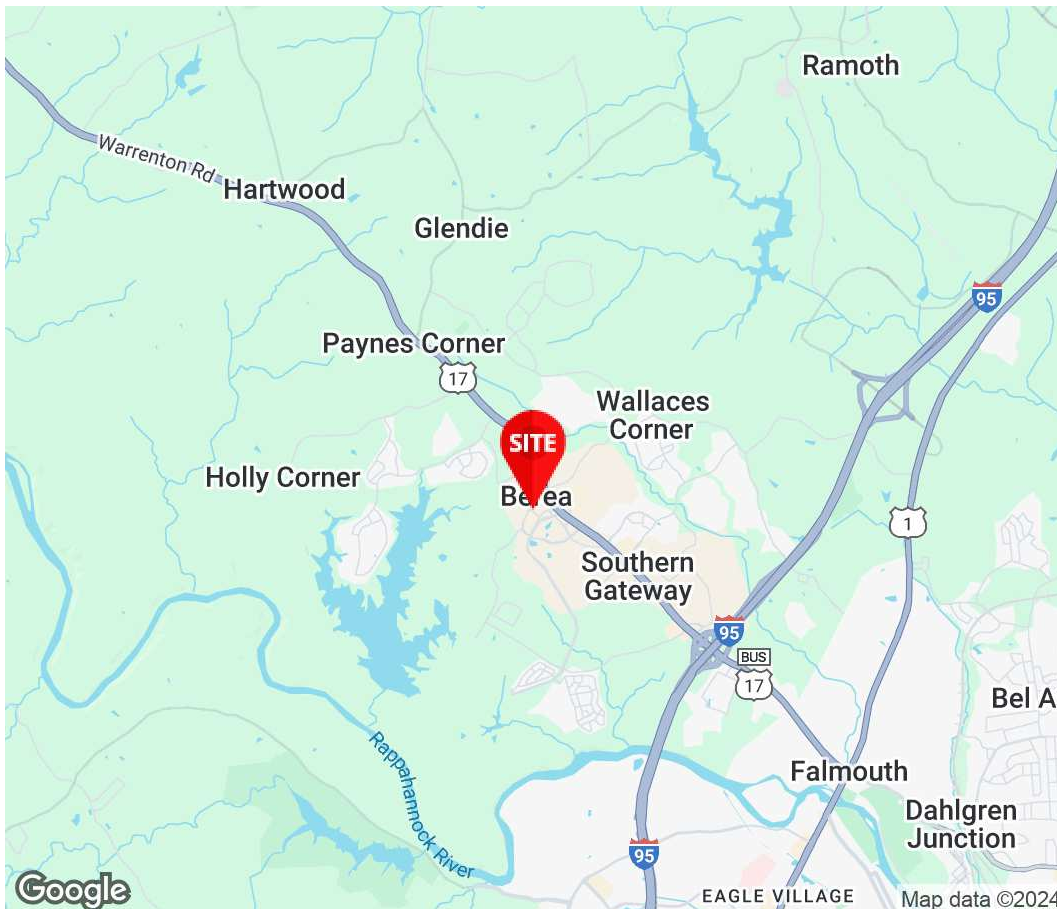 Ramoth
Warrenton Rd
Hartwood
Glendie
95
Paynes Corner
17
Wallaces
Corner
SITE
Holly Corner
Berea
1
Southern
Gateway
95
BUS
17
Bel A
Rappahannock River
Falmouth
Dahlgren
Junction
95
Google
EAGLE VILLAGE
Map data ©2024